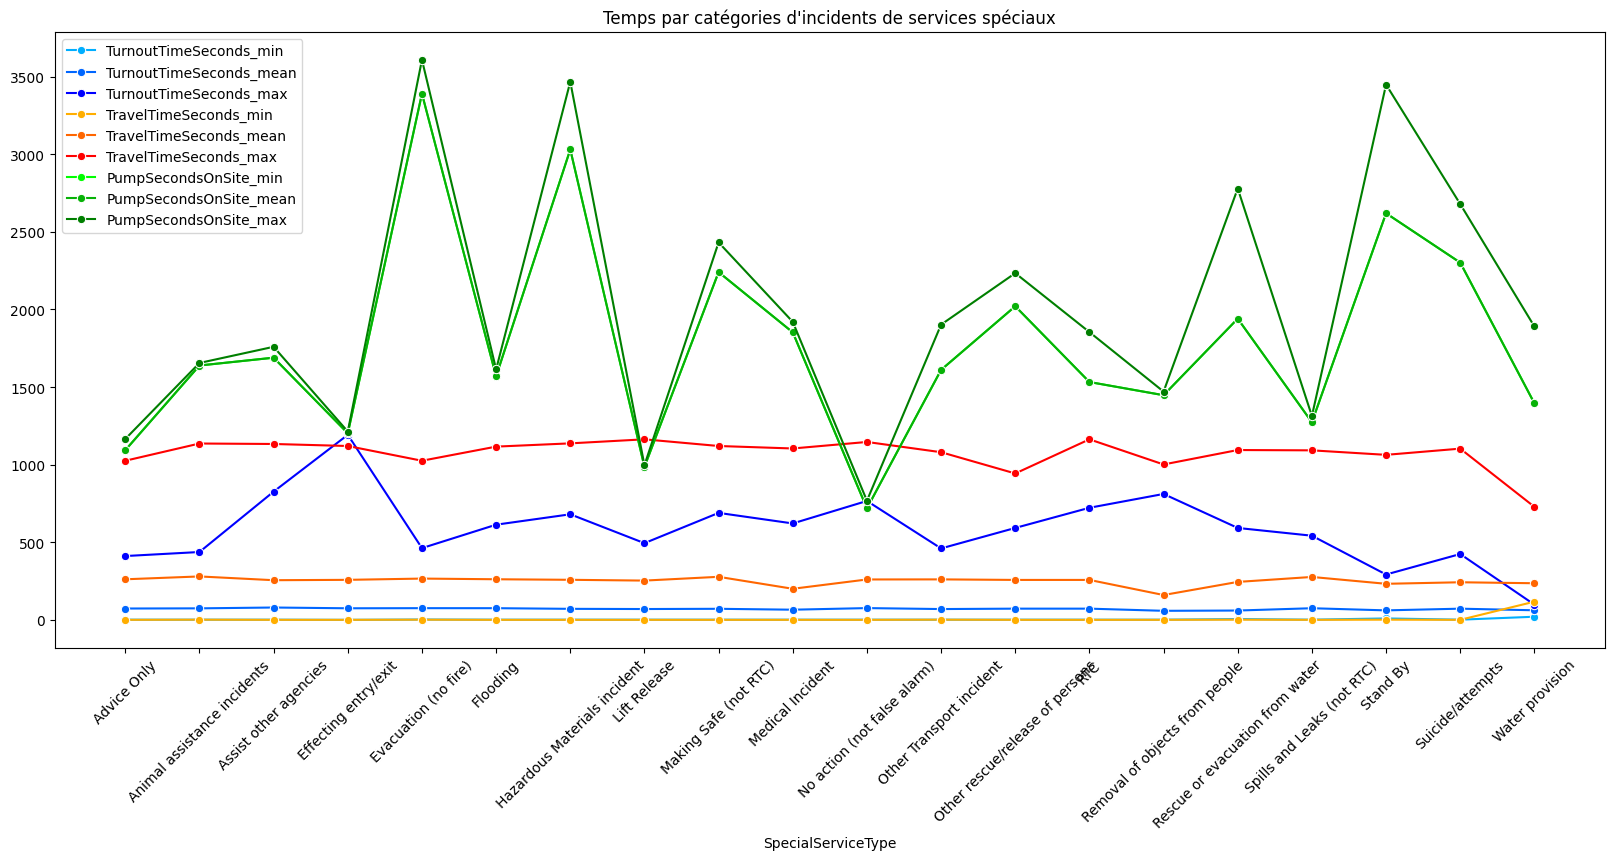 Temps par catégories d'incidents de services spéciaux
TurnoutTimeSeconds_min
TurnoutTimeSeconds_mean
TurnoutTimeSeconds_max
TravelTimeSeconds_min
TravelTimeSeconds_mean
TravelTimeSeconds_max
PumpSecondsOnSite_min
PumpSecondsOnSite_mean
PumpSecondsOnSite_max
3500
3000
2500
2000
1500
1000
500
0
Advice Only
Animal assistance incidents
Assist other agencies
Effecting entry/exit
Evacuation (no fire)
Flooding
Hazardous Materials incident
Lift Release
Making Safe (not RTC)
Medical Incident
No action (not false alarm)
Other Transport incident
Other rescue/release of persons
RTC
Removal of objects from people
Rescue or evacuation from water
Spills and Leaks (not RTC)
Stand By
Suicide/attempts
Water provision
SpecialServiceType